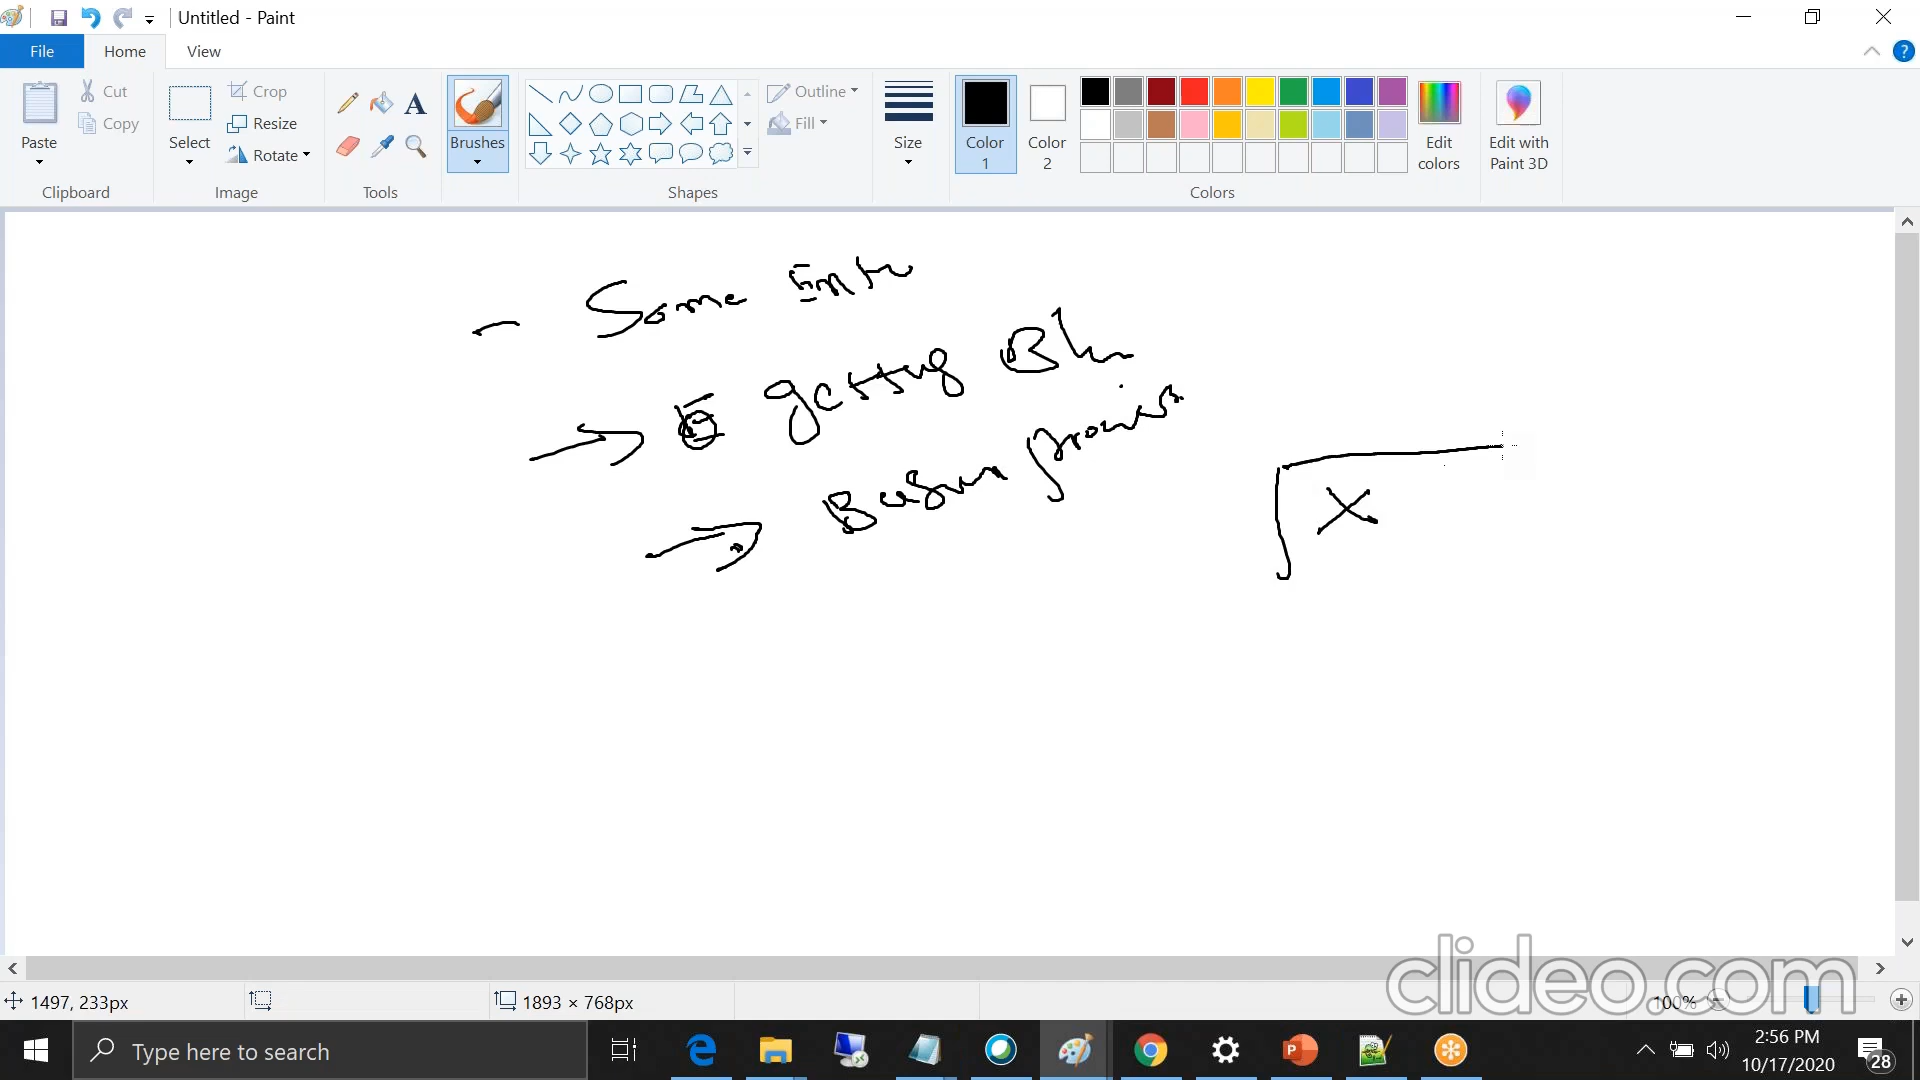 Untitled - Paint
File Home View
Cut
Copy
Paste
Clipboard
Crop
Resize
Rotate
Select
Image
Tools
Brushes
Outline
Fill
Shapes
Size
Color 1
Color 2
Edit colors
Colors
Edit with Paint 3D
- Some
getting
X
1497, 233px 1893 × 768px 100%
clideo.com
Type here to search
2:56 PM
10/17/2020
28